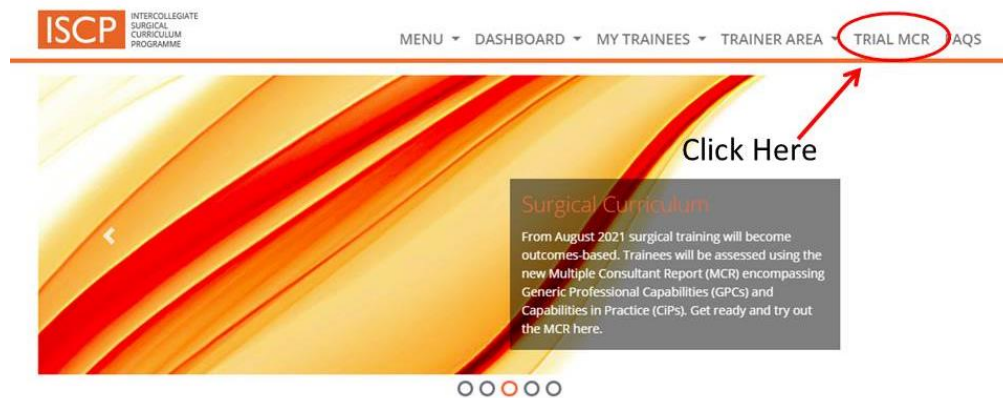 ISCP
INTERCOLLEGIATE
SURGICAL
CURRICULUM
PROGRAMME
MENU DASHBOARD MY TRAINEES TRAINER AREA TRIAL MCR FAQS
Click Here
Surgical Curriculum
From August 2021 surgical training will become
outcomes-based. Trainees will be assessed using the
new Multiple Consultant Report (MCR) encompassing
Generic Professional Capabilities (GPCs) and
Capabilities in Practice (CiPs). Get ready and try out
the MCR here.